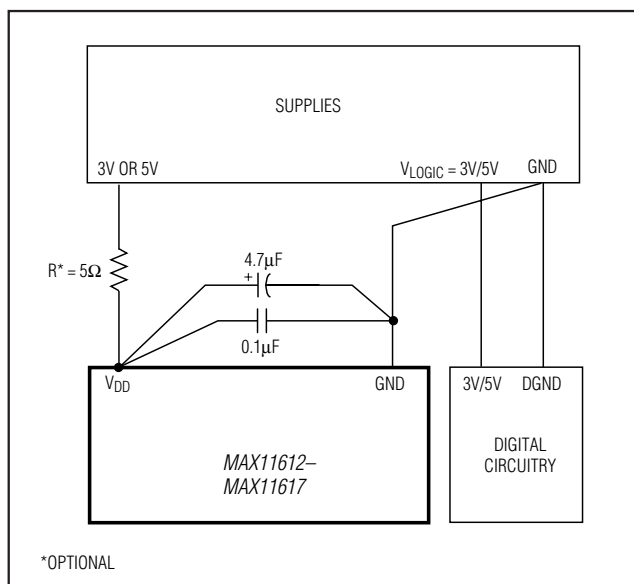 SUPPLIES
3V OR 5V
V_LOGIC = 3V/5V
GND
R* = 5Ω
4.7µF
+
0.1µF
V_DD
GND
3V/5V
DGND
MAX11612–
MAX11617
DIGITAL
CIRCUITRY
*OPTIONAL